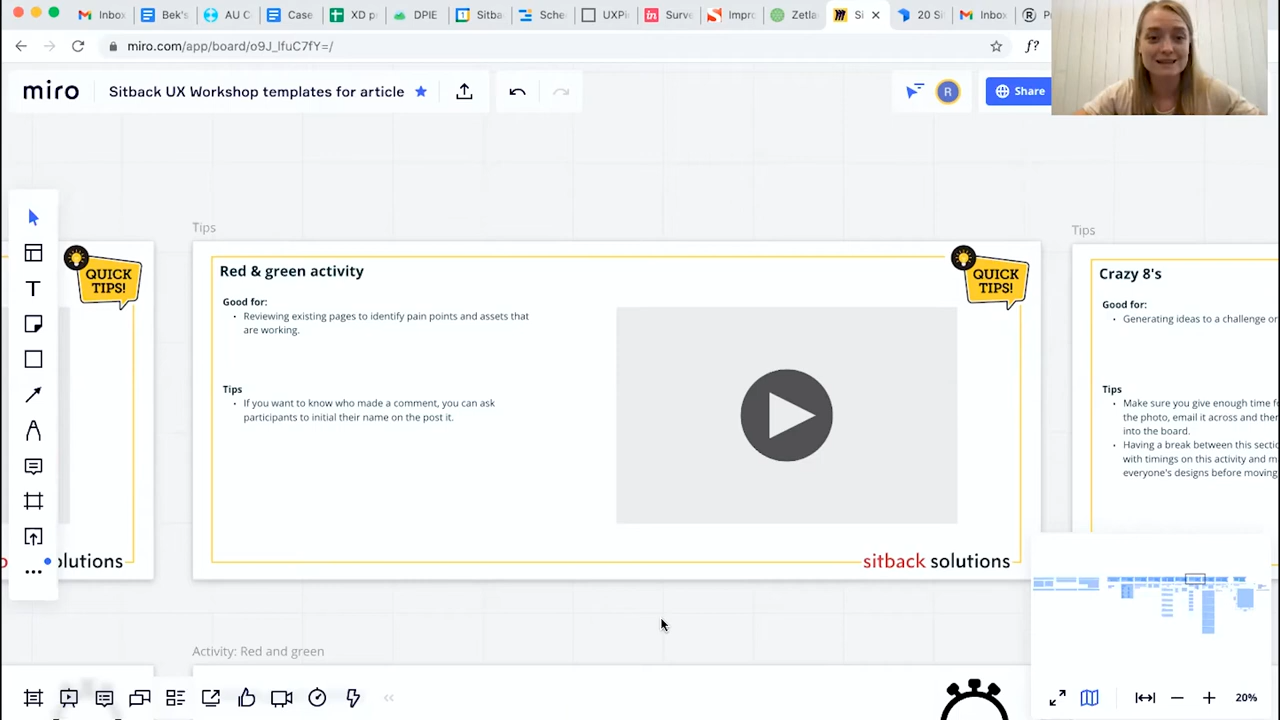 Inbo
Bek's
AU C
Case
XD p
DPIE
Sitba
Sche
UXPi
Surve
Impro
Zetla
Si
20 Si
Inbo
miro.com/app/board/o9J_lfuC7fY=/
f?
miro
Sitback UX Workshop templates for article
R
Share
Tips
Tips
QUICK
TIPS!
Red & green activity
Good for:
• Reviewing existing pages to identify pain points and assets that
are working.
Tips
• If you want to know who made a comment, you can ask
participants to initial their name on the post it.
QUICK
TIPS!
sitback solutions
Crazy 8's
Good for:
• Generating ideas to a challenge or
Tips
• Make sure you give enough time f
the photo, email it across and then
into the board.
• Having a break between this secti
with timings on this activity and m
everyone's designs before moving
olutions
Activity: Red and green
20%